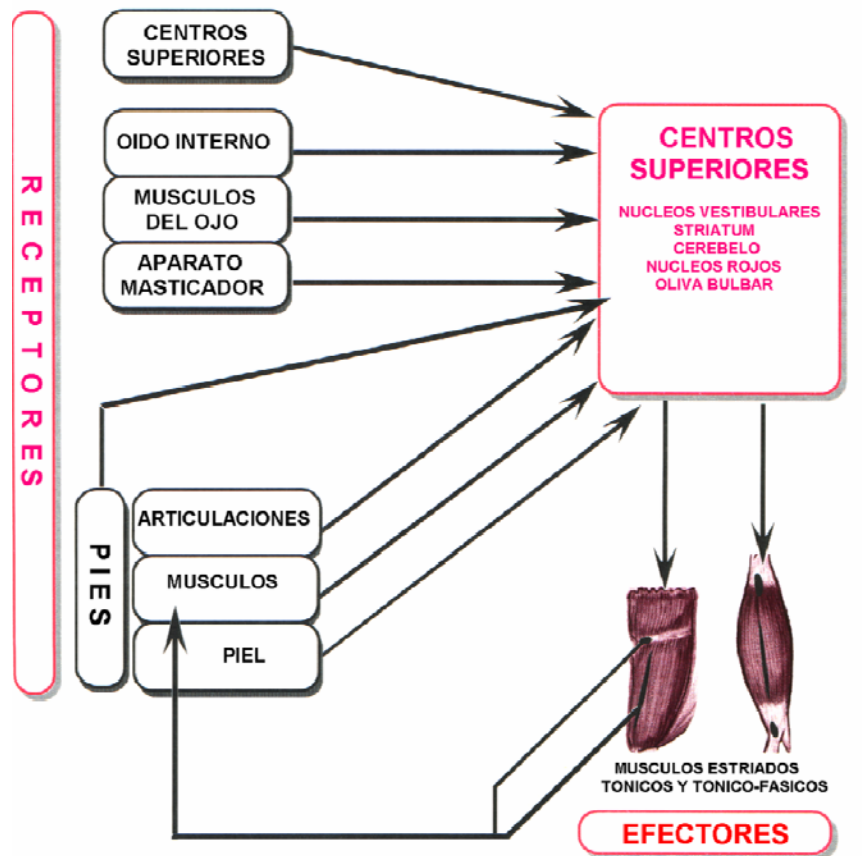 RECEPTORES
CENTROS
SUPERIORES
OIDO INTERNO
MUSCULOS
DEL OJO
APARATO
MASTICADOR
PIES
ARTICULACIONES
MUSCULOS
PIEL
CENTROS
SUPERIORES
NUCLEOS VESTIBULARES
STRIATUM
CEREBELO
NUCLEOS ROJOS
OLIVA BULBAR
MUSCULOS ESTRIADOS
TONICOS Y TONICO-FASICOS
EFECTORES